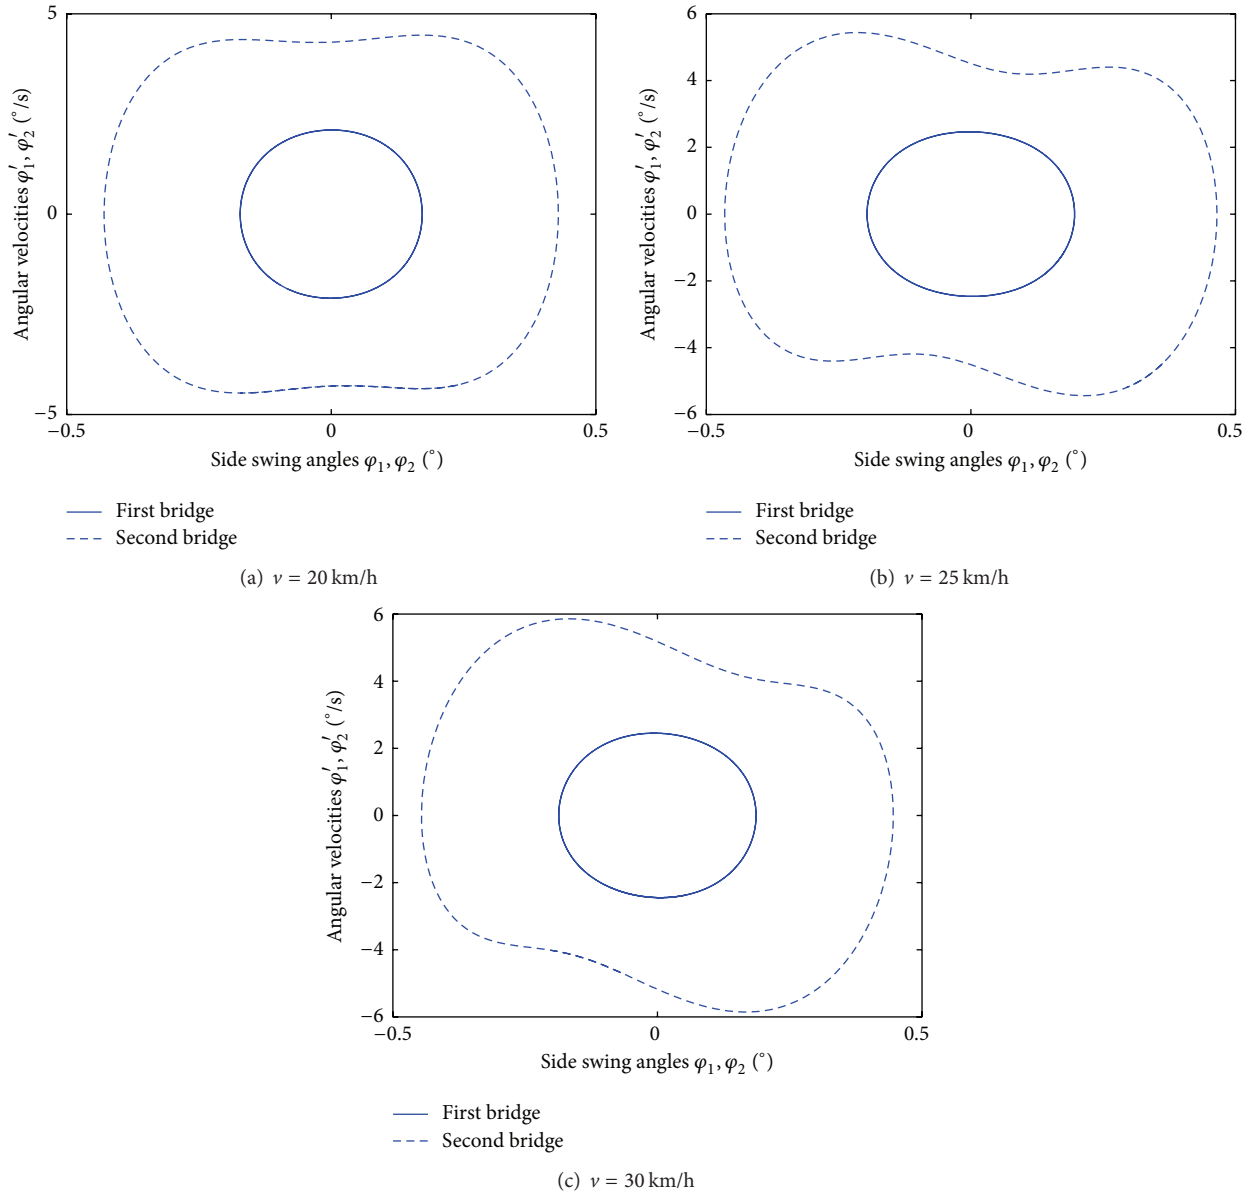 5
0
−5
−0.5
0
0.5
Angular velocities φ′1, φ′2 (°/s)
Side swing angles φ1, φ2 (°)
First bridge
Second bridge
(a) v = 20 km/h
6
4
2
0
−2
−4
−6
−0.5
0
0.5
Angular velocities φ′1, φ′2 (°/s)
Side swing angles φ1, φ2 (°)
First bridge
Second bridge
(b) v = 25 km/h
6
4
2
0
−2
−4
−6
−0.5
0
0.5
Angular velocities φ′1, φ′2 (°/s)
Side swing angles φ1, φ2 (°)
First bridge
Second bridge
(c) v = 30 km/h